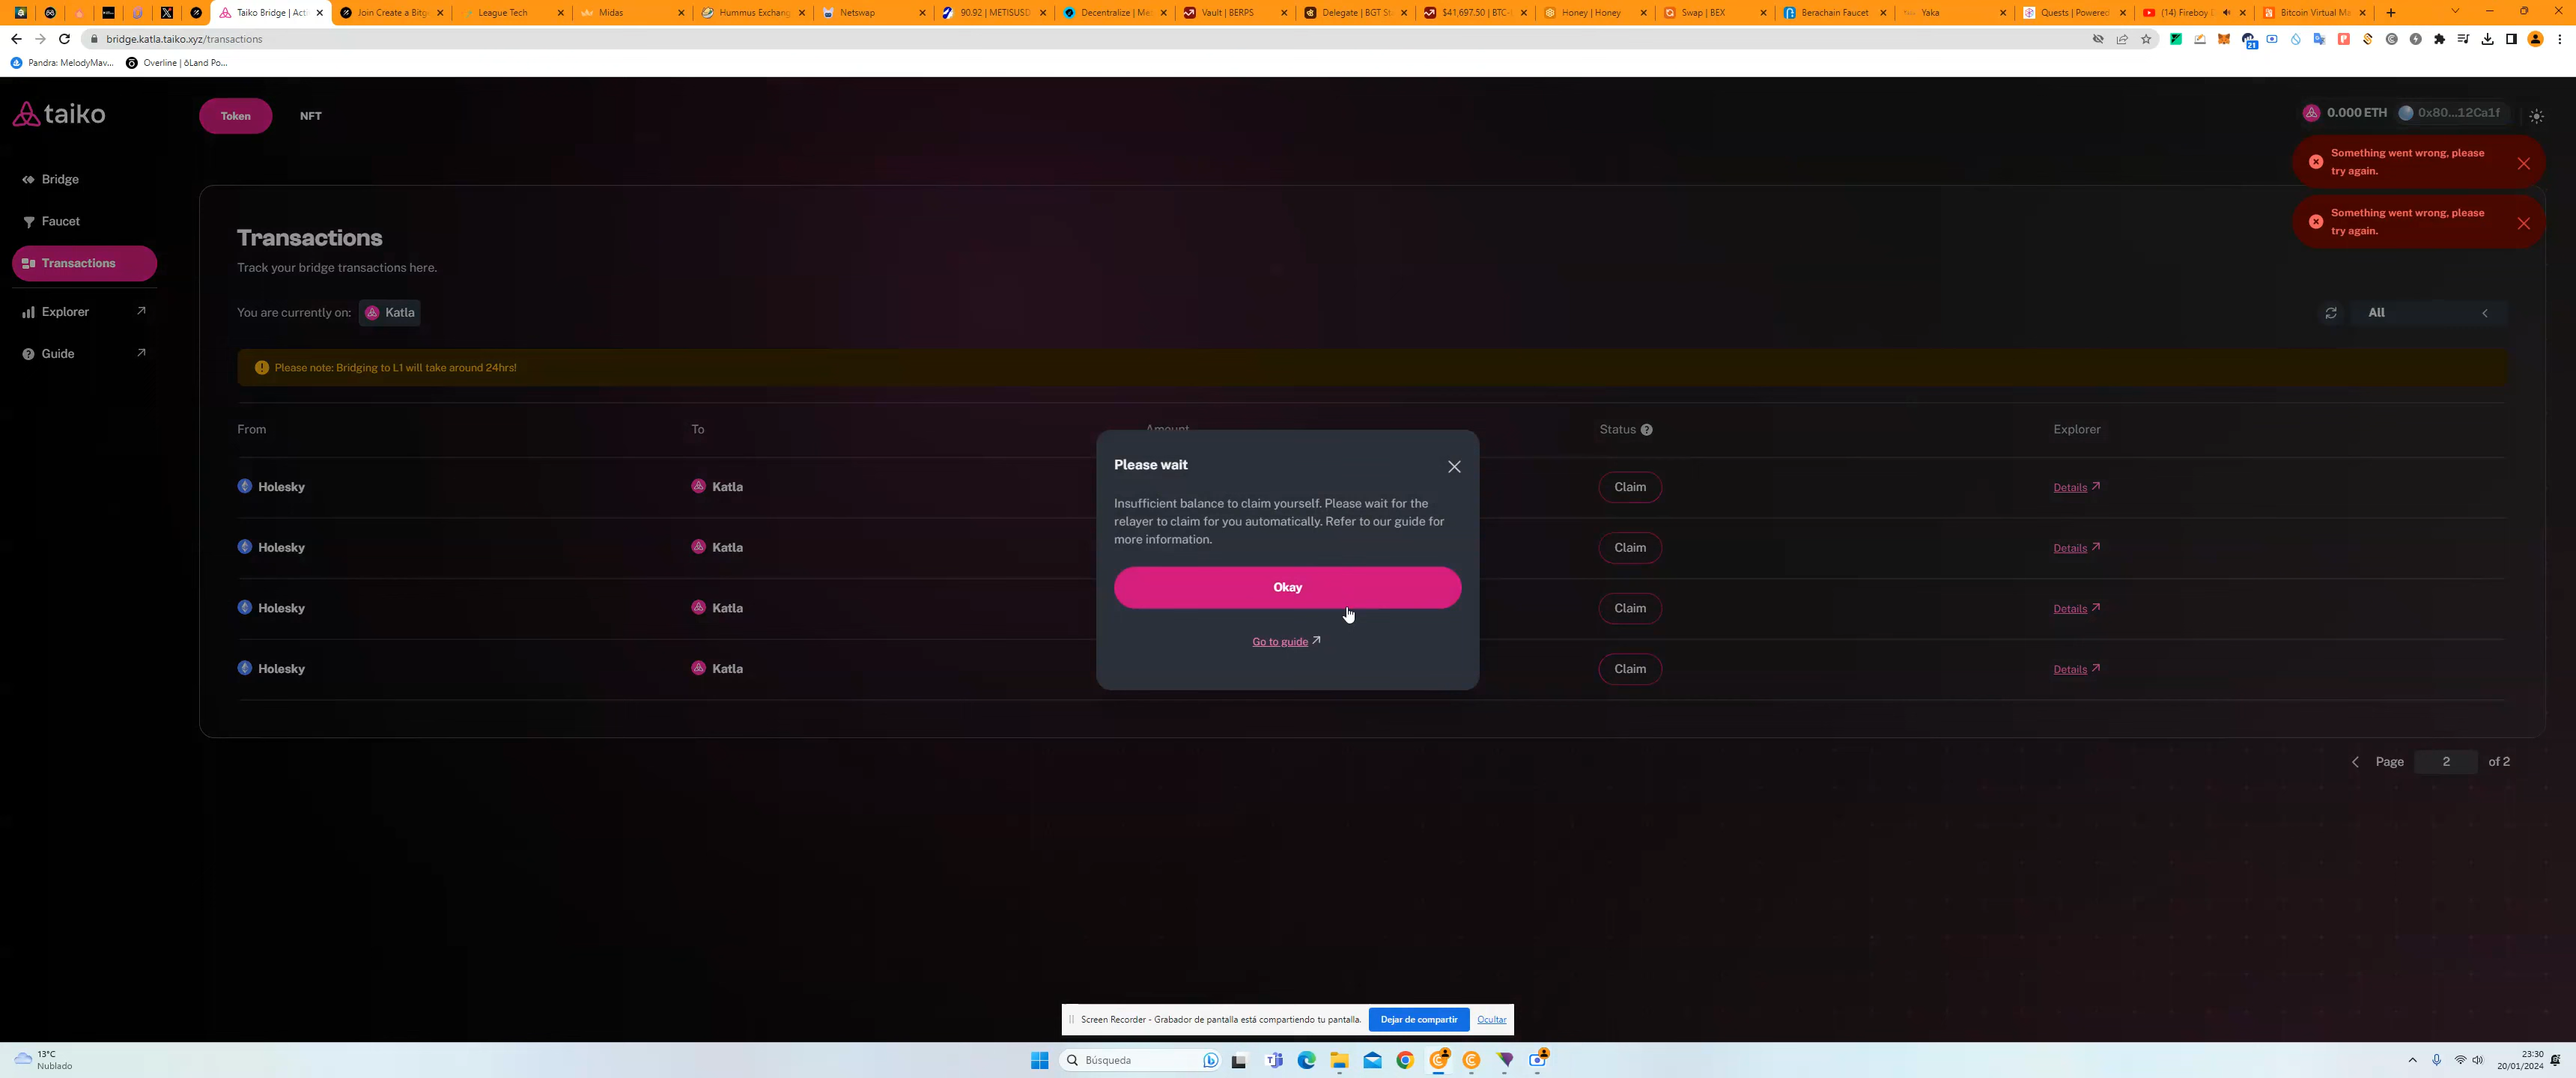 Taiko Bridge | Act
Join Create a Bitg
League Tech
Midas
Hummus Exchang
Netswap
90.92 | METISUSD
Decentralize | Met
Vault | BERPS
Delegate | BGT St
$41,697.50 | BTC-
Honey | Honey
Swap | BEX
Berachain Faucet
Yaka
Quests | Powered
(14) Fireboy
Bitcoin Virtual Ma
bridge.katla.taiko.xyz/transactions
21
Pandra: MelodyMav...
Overline | ōLand Po...
taiko
Token
NFT
0.000 ETH
0x80...12Ca1f
Something went wrong, please
try again.
Something went wrong, please
try again.
Bridge
Faucet
Transactions
Explorer
Guide
Transactions
Track your bridge transactions here.
You are currently on:
Katla
All
Please note: Bridging to L1 will take around 24hrs!
From
To
Amount
Status
Explorer
Holesky
Katla
Claim
Details
Holesky
Katla
Claim
Details
Holesky
Katla
Claim
Details
Holesky
Katla
Claim
Details
Please wait
Insufficient balance to claim yourself. Please wait for the
relayer to claim for you automatically. Refer to our guide for
more information.
Okay
Go to guide
Page
2
of 2
Screen Recorder - Grabador de pantalla está compartiendo tu pantalla.
Dejar de compartir
Ocultar
13°C
Nublado
Búsqueda
23:30
20/01/2024